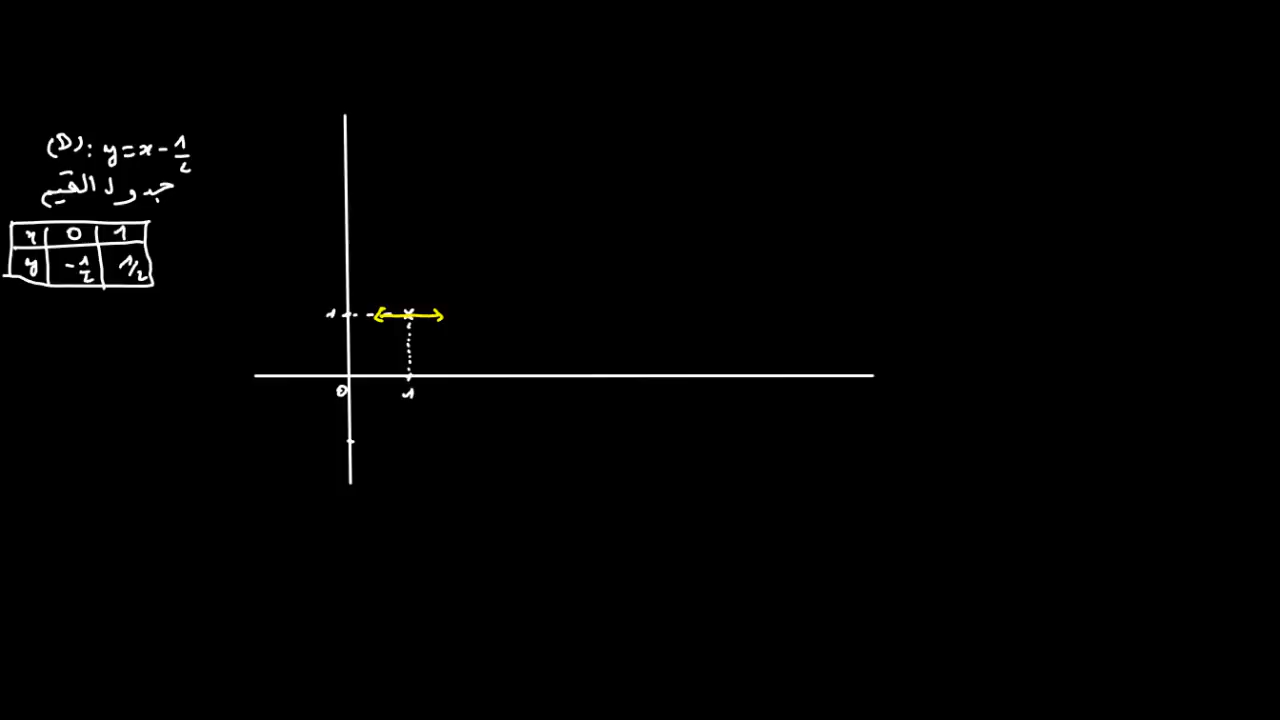 (D): y = x - 1/2
جدول القيم
x 0 1
y -1/2 1/2
1
0 1